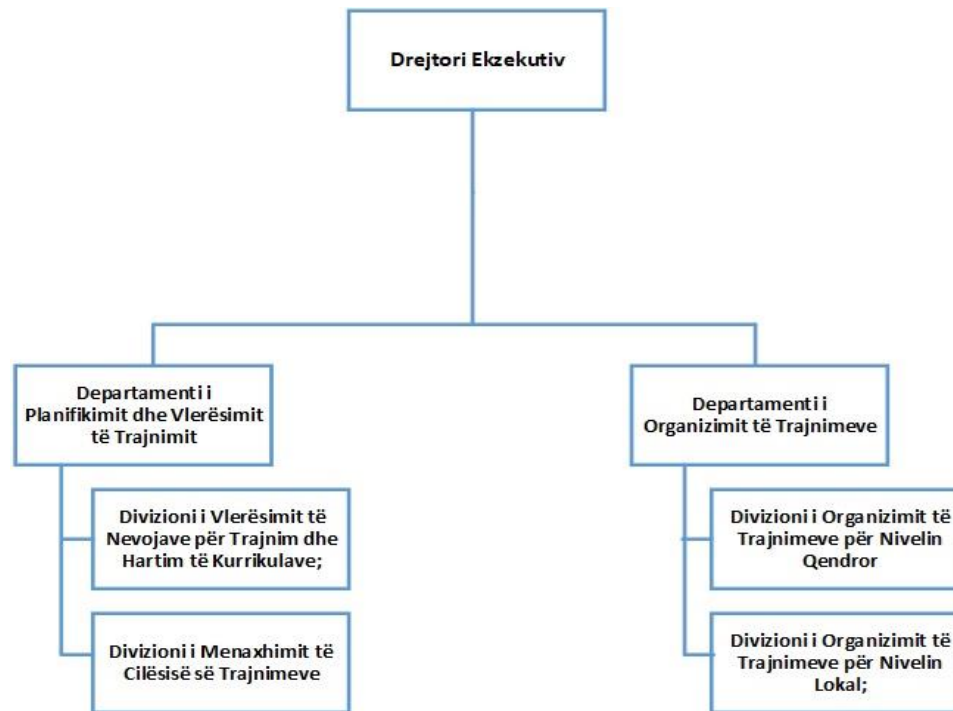 Drejtori Ekzekutiv
Departamenti i
Planifikimit dhe Vlerësimit
të Trajnimit
Divizioni i Vlerësimit të
Nevojave për Trajnim dhe
Hartim të Kurrikulave;
Divizioni i Menaxhimit të
Cilësisë së Trajnimeve
Departamenti i
Organizimit të Trajnimeve
Divizioni i Organizimit të
Trajnimeve për Nivelin
Qendror
Divizioni i Organizimit të
Trajnimeve për Nivelin
Lokal;